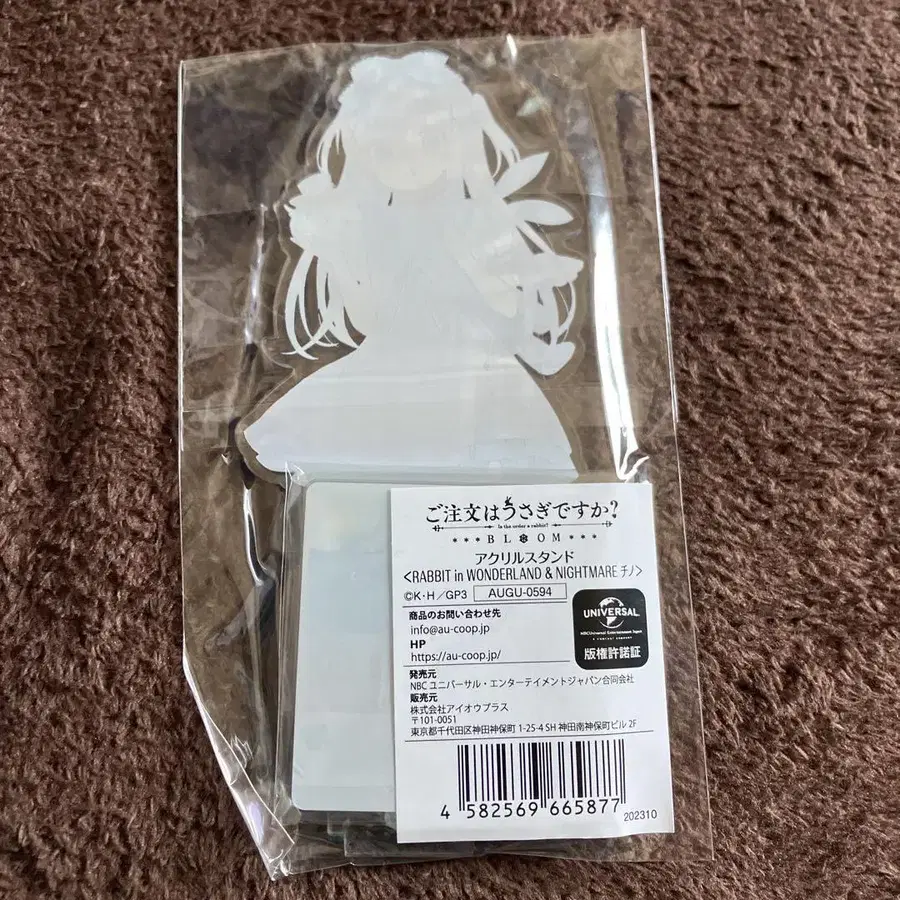 ご注文はうさぎですか?
Is the order a rabbit?
BLOOM
アクリルスタンド
<RABBIT in WONDERLAND & NIGHTMARE チノ>
©K・H/GP3 AUGU-0594
商品のお問い合わせ先
info@au-coop.jp
HP
https://au-coop.jp/
UNIVERSAL
NBCUniversal Entertainment Japan
A COMCAST COMPANY
版権許諾証
発売元
NBC ユニバーサル・エンターテイメントジャパン合同会社
販売元
株式会社アイオウプラス
〒101-0051
東京都千代田区神田神保町 1-25-4 SH 神田南神保町ビル 2F
4 582569 665877
202310